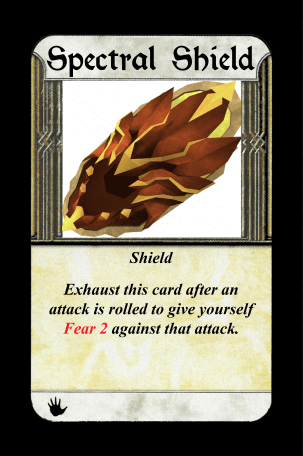 Spectral Shield
Shield
Exhaust this card after an
attack is rolled to give yourself
Fear 2 against that attack.